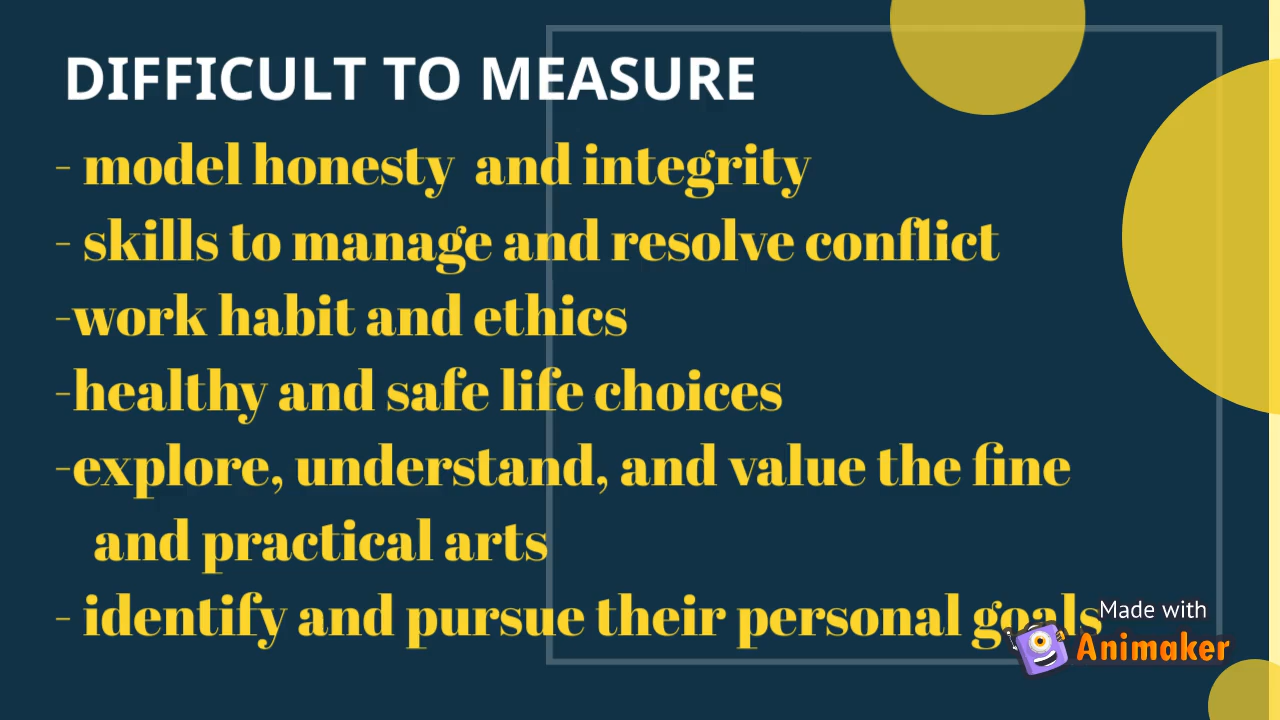 DIFFICULT TO MEASURE
- model honesty and integrity
- skills to manage and resolve conflict
-work habit and ethics
-healthy and safe life choices
-explore, understand, and value the fine
and practical arts
- identify and pursue their personal goals
Made with
Animaker